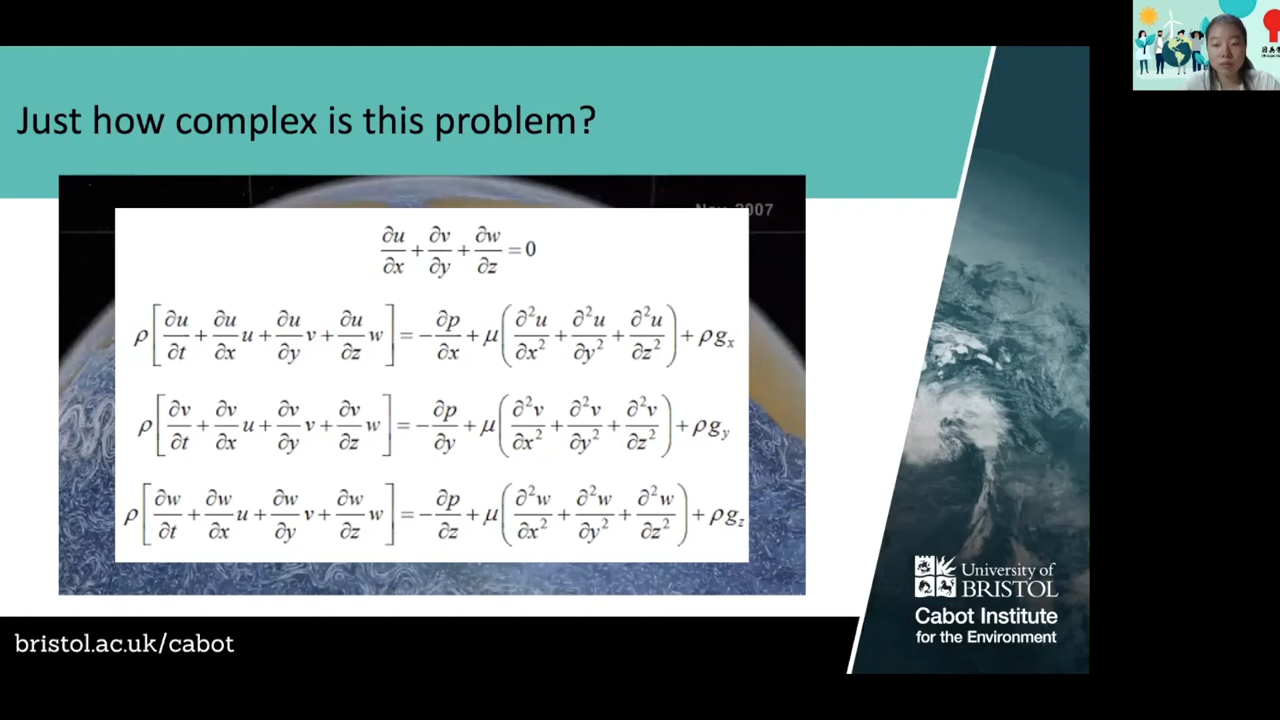 Just how complex is this problem?
2007
∂u/∂x + ∂v/∂y + ∂w/∂z = 0
ρ[∂u/∂t + ∂u/∂x u + ∂u/∂y v + ∂u/∂z w] = −∂p/∂x + μ(∂²u/∂x² + ∂²u/∂y² + ∂²u/∂z²) + ρgₓ
ρ[∂v/∂t + ∂v/∂x u + ∂v/∂y v + ∂v/∂z w] = −∂p/∂y + μ(∂²v/∂x² + ∂²v/∂y² + ∂²v/∂z²) + ρg_y
ρ[∂w/∂t + ∂w/∂x u + ∂w/∂y v + ∂w/∂z w] = −∂p/∂z + μ(∂²w/∂x² + ∂²w/∂y² + ∂²w/∂z²) + ρg_z
University of
BRISTOL
Cabot Institute
for the Environment
bristol.ac.uk/cabot